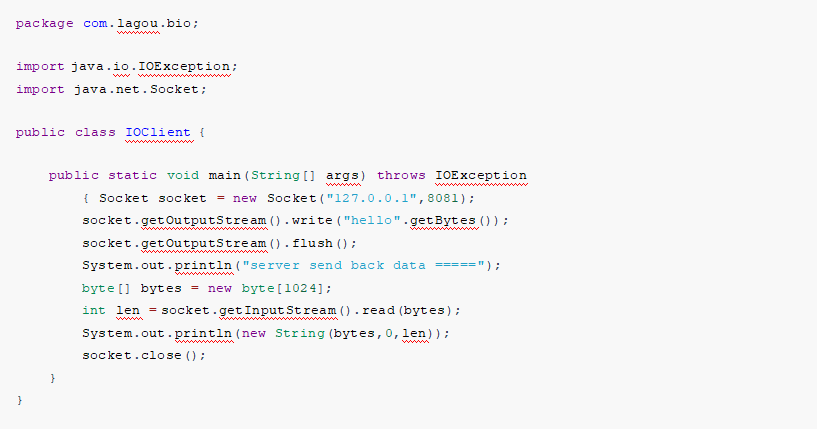 package com.lagou.bio;
import java.io.IOException;
import java.net.Socket;
public class IOClient {
public static void main(String[] args) throws IOException
{ Socket socket = new Socket("127.0.0.1",8081);
socket.getOutputStream().write("hello".getBytes());
socket.getOutputStream().flush();
System.out.println("server send back data =====");
byte[] bytes = new byte[1024];
int len =socket.getInputStream().read(bytes);
System.out.println(new String(bytes,0,len));
socket.close();
}
}